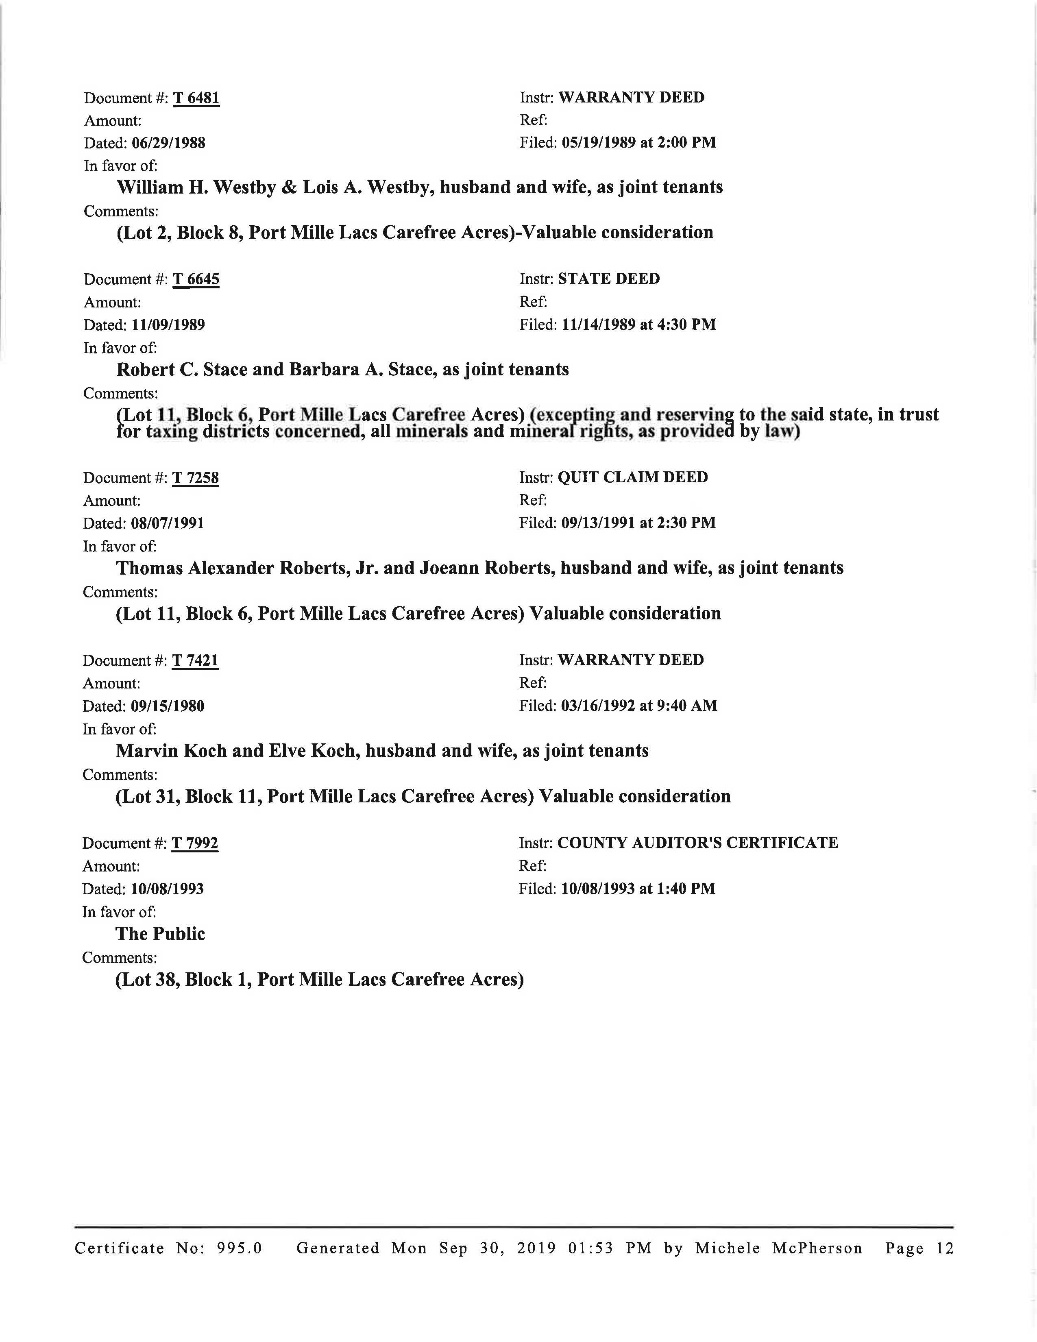 Document #: T 6481 Instr: WARRANTY DEED
Amount: Ref:
Dated: 06/29/1988 Filed: 05/19/1989 at 2:00 PM
In favor of:
William H. Westby & Lois A. Westby, husband and wife, as joint tenants
Comments:
(Lot 2, Block 8, Port Mille Lacs Carefree Acres)-Valuable consideration
Document #: T 6645 Instr: STATE DEED
Amount: Ref:
Dated: 11/09/1989 Filed: 11/14/1989 at 4:30 PM
In favor of:
Robert C. Stace and Barbara A. Stace, as joint tenants
Comments:
(Lot 11, Block 6, Port Mille Lacs Carefree Acres) (excepting and reserving to the said state, in trust
for taxing districts concerned, all minerals and mineral rights, as provided by law)
Document #: T 7258 Instr: QUIT CLAIM DEED
Amount: Ref:
Dated: 08/07/1991 Filed: 09/13/1991 at 2:30 PM
In favor of:
Thomas Alexander Roberts, Jr. and Joeann Roberts, husband and wife, as joint tenants
Comments:
(Lot 11, Block 6, Port Mille Lacs Carefree Acres) Valuable consideration
Document #: T 7421 Instr: WARRANTY DEED
Amount: Ref:
Dated: 09/15/1980 Filed: 03/16/1992 at 9:40 AM
In favor of:
Marvin Koch and Elve Koch, husband and wife, as joint tenants
Comments:
(Lot 31, Block 11, Port Mille Lacs Carefree Acres) Valuable consideration
Document #: T 7992 Instr: COUNTY AUDITOR'S CERTIFICATE
Amount: Ref:
Dated: 10/08/1993 Filed: 10/08/1993 at 1:40 PM
In favor of:
The Public
Comments:
(Lot 38, Block 1, Port Mille Lacs Carefree Acres)
Certificate No: 995.0 Generated Mon Sep 30, 2019 01:53 PM by Michele McPherson Page 12